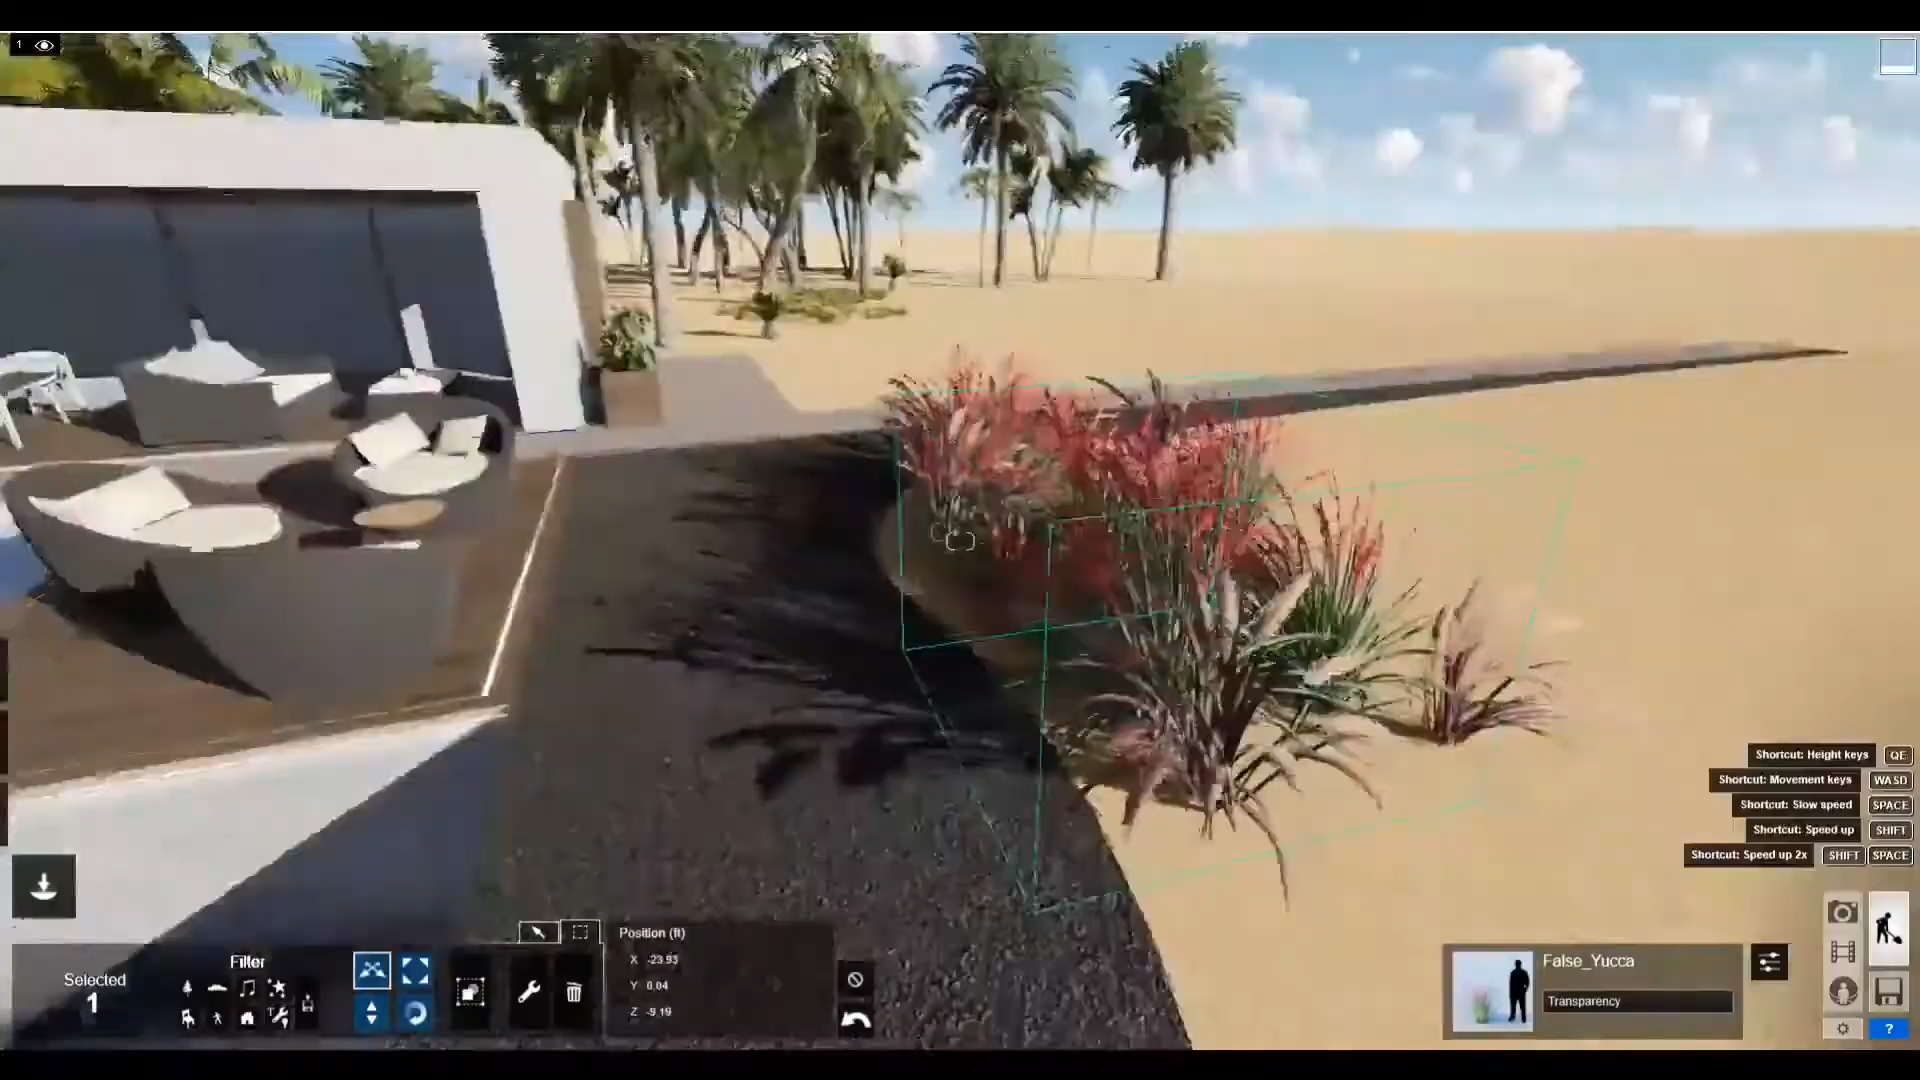 1
Shortcut: Height keys QE
Shortcut: Movement keys WASD
Shortcut: Slow speed SPACE
Shortcut: Speed up SHIFT
Shortcut: Speed up 2x SHIFT SPACE
Selected
1
Filter
Position (ft)
X -23.93
Y 0.04
Z -9.19
False_Yucca
Transparency
?